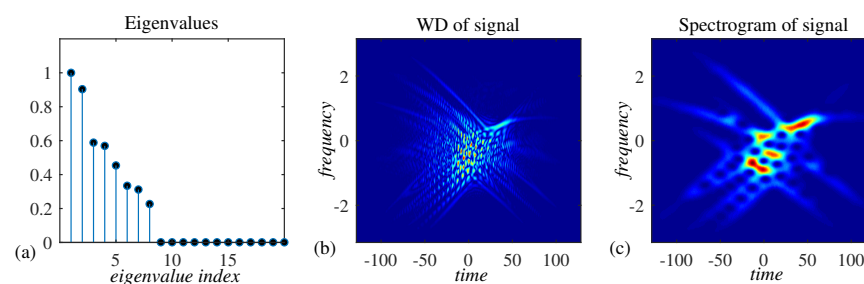 Eigenvalues
1
0.8
0.6
0.4
0.2
0
5
10
15
eigenvalue index
(a)
WD of signal
2
0
-2
frequency
-100
-50
0
50
100
time
(b)
Spectrogram of signal
2
0
-2
frequency
-100
-50
0
50
100
time
(c)